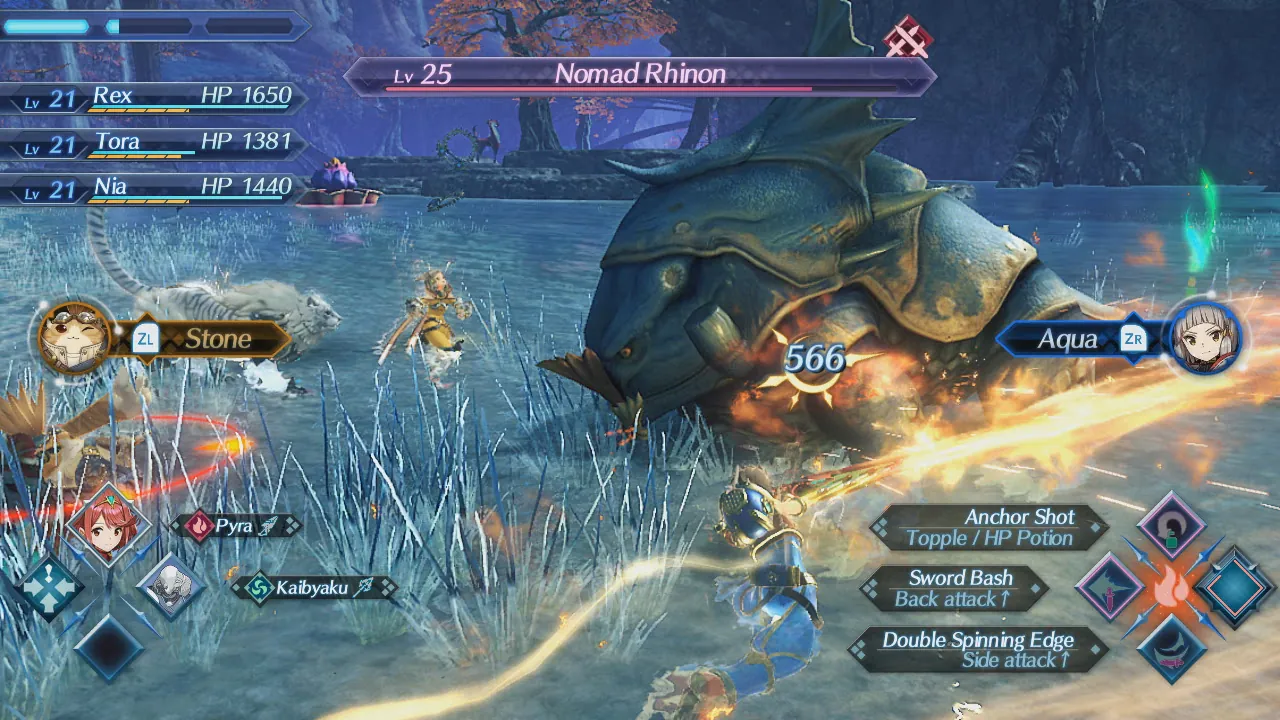 Lv 25 Nomad Rhinon
Lv 21 Rex HP 1650
Lv 21 Tora HP 1381
Lv 21 Nia HP 1440
ZL Stone
Aqua ZR
566
Pyra
Kaibyaku
Anchor Shot
Topple / HP Potion
Sword Bash
Back attack↑
Double Spinning Edge
Side attack↑